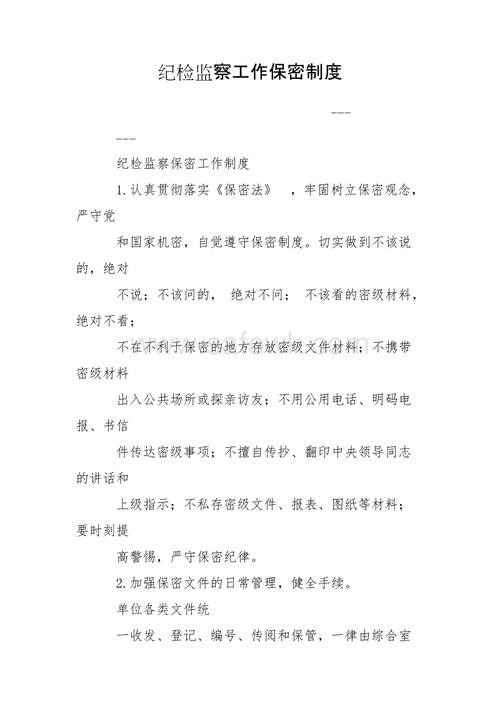 纪检监察工作保密制度
---
---
纪检监察保密工作制度
1.认真贯彻落实《保密法》 ，牢固树立保密观念，
严守党
和国家机密，自觉遵守保密制度。切实做到不该说
的，绝对
不说；不该问的， 绝对不问； 不该看的密级材料，
绝对不看；
不在不利于保密的地方存放密级文件材料；不携带
密级材料
出入公共场所或探亲访友；不用公用电话、明码电
报、书信
件传达密级事项；不擅自传抄、翻印中央领导同志
的讲话和
上级指示；不私存密级文件、报表、图纸等材料；
要时刻提
高警惕，严守保密纪律。
2.加强保密文件的日常管理，健全手续。
单位各类文件统
一收发、登记、编号、传阅和保管，一律由综合室